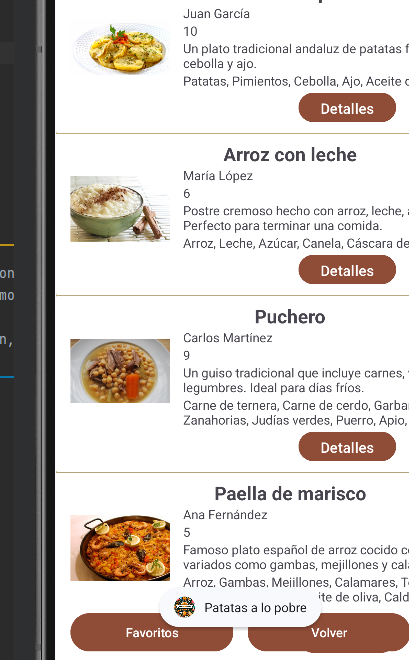 Juan García
10
Un plato tradicional andaluz de patatas
cebolla y ajo.
Patatas, Pimientos, Cebolla, Ajo, Aceite
Detalles
Arroz con leche
María López
6
Postre cremoso hecho con arroz, leche,
Perfecto para terminar una comida.
Arroz, Leche, Azúcar, Canela, Cáscara de
Detalles
Puchero
Carlos Martínez
9
Un guiso tradicional que incluye carnes,
legumbres. Ideal para días fríos.
Carne de ternera, Carne de cerdo,
Zanahorias, Judías verdes, Puerro, Apio,
Detalles
Paella de marisco
Ana Fernández
5
Famoso plato español de arroz cocido
variados como gambas, mejillones y
Arroz, Gambas, Mejillones, Calamares,
de oliva,
Patatas a lo pobre
Favoritos
Volver